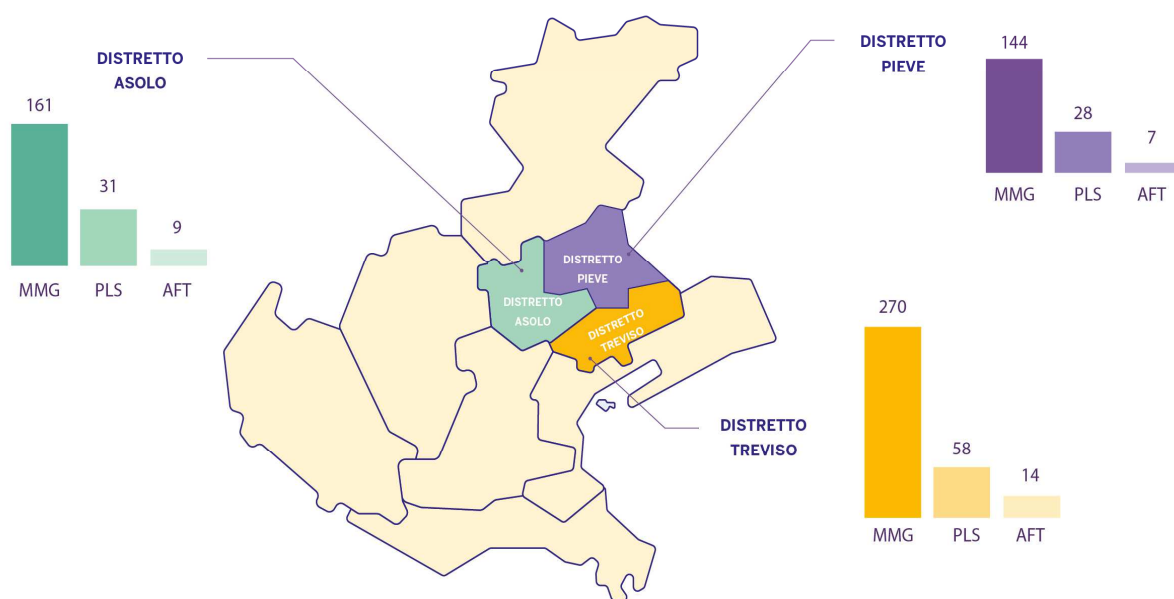 DISTRETTO
ASOLO
161
31
9
MMG
PLS
AFT
DISTRETTO
PIEVE
144
28
7
MMG
PLS
AFT
DISTRETTO
PIEVE
DISTRETTO
ASOLO
DISTRETTO
TREVISO
DISTRETTO
TREVISO
270
58
14
MMG
PLS
AFT